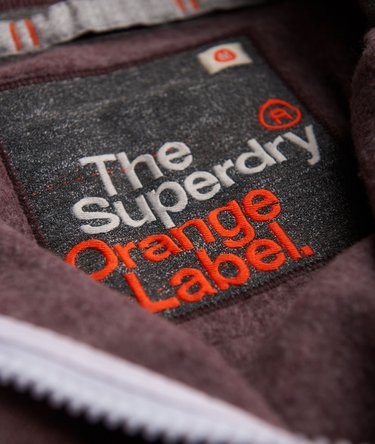 M
®
The
Superdry
Orange
Label.